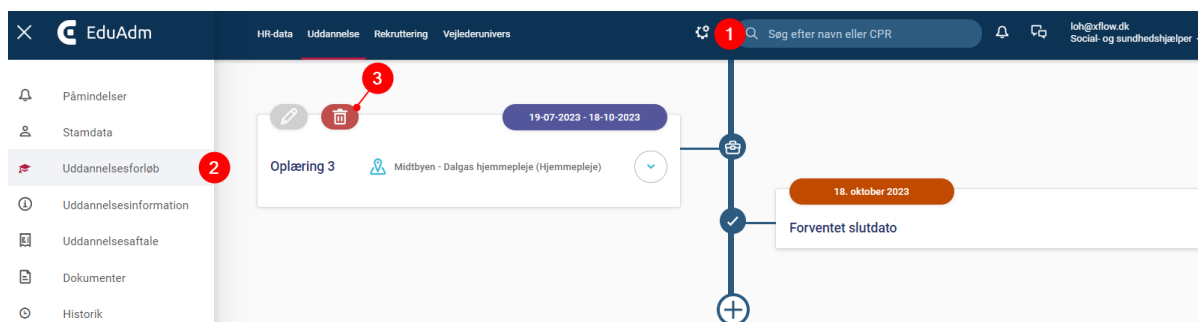 EduAdm
HR-data Uddannelse Rekruttering Vejlederunivers
1
Søg efter navn eller CPR
loh@xflow.dk
Social- og sundhedshjælper
Påmindelser
Stamdata
Uddannelsesforløb
2
Uddannelsesinformation
Uddannelsesaftale
Dokumenter
Historik
3
19-07-2023 - 18-10-2023
Oplæring 3
Midtbyen - Dalgas hjemmepleje (Hjemmepleje)
18. oktober 2023
Forventet slutdato